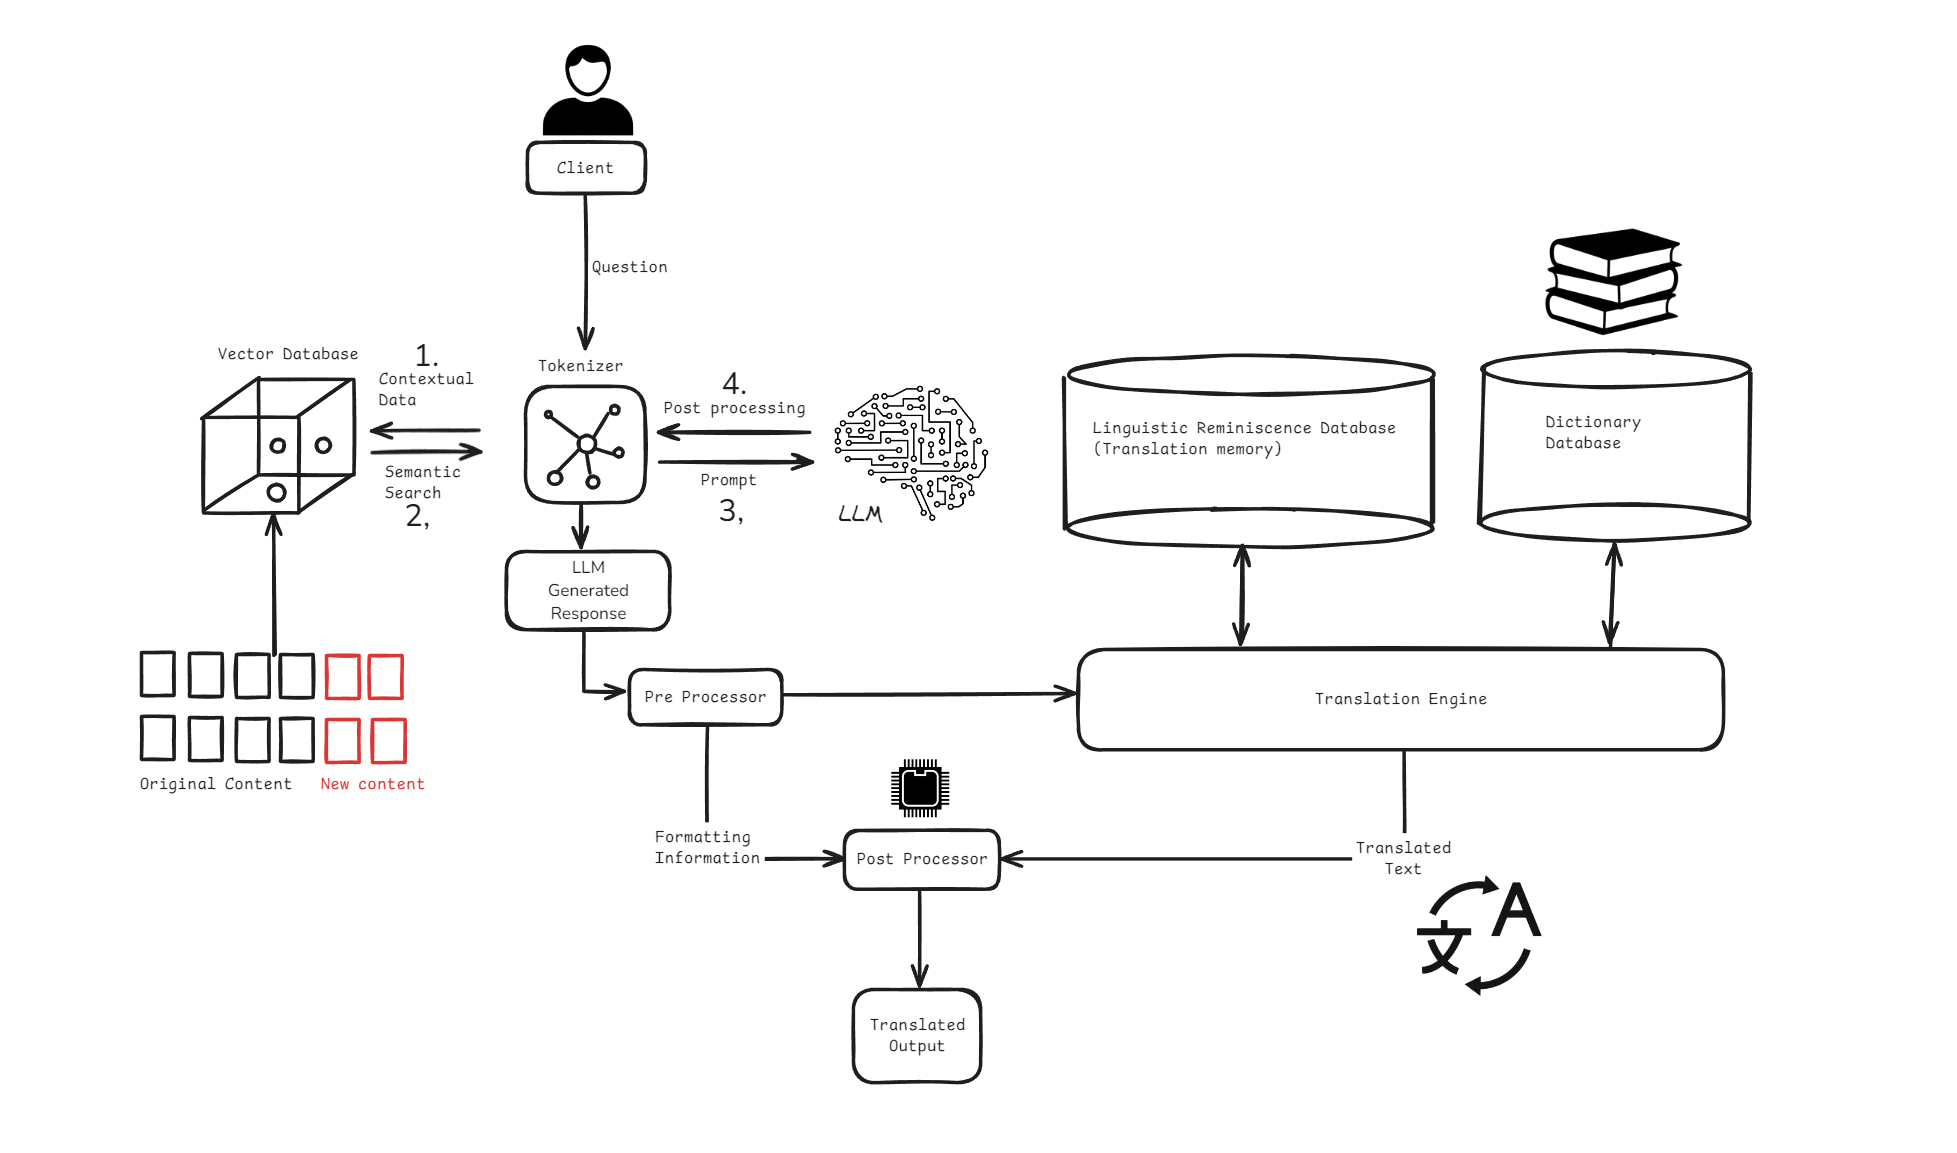 Client
Question
Vector Database
1.
Contextual
Data
Semantic
Search
2,
Tokenizer
4.
Post processing
Prompt
3,
LLM
Linguistic Reminiscence Database
(Translation memory)
Dictionary
Database
LLM
Generated
Response
Pre Processor
Translation Engine
Original Content
New content
Formatting
Information
Post Processor
Translated
Text
文
A
Translated
Output